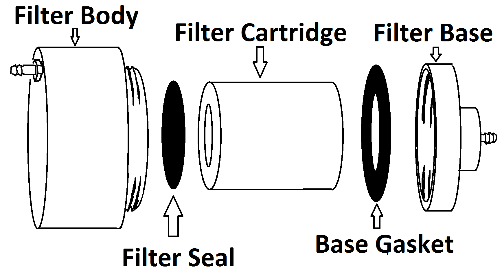 Filter Body
Filter Cartridge
Filter Base
Filter Seal
Base Gasket